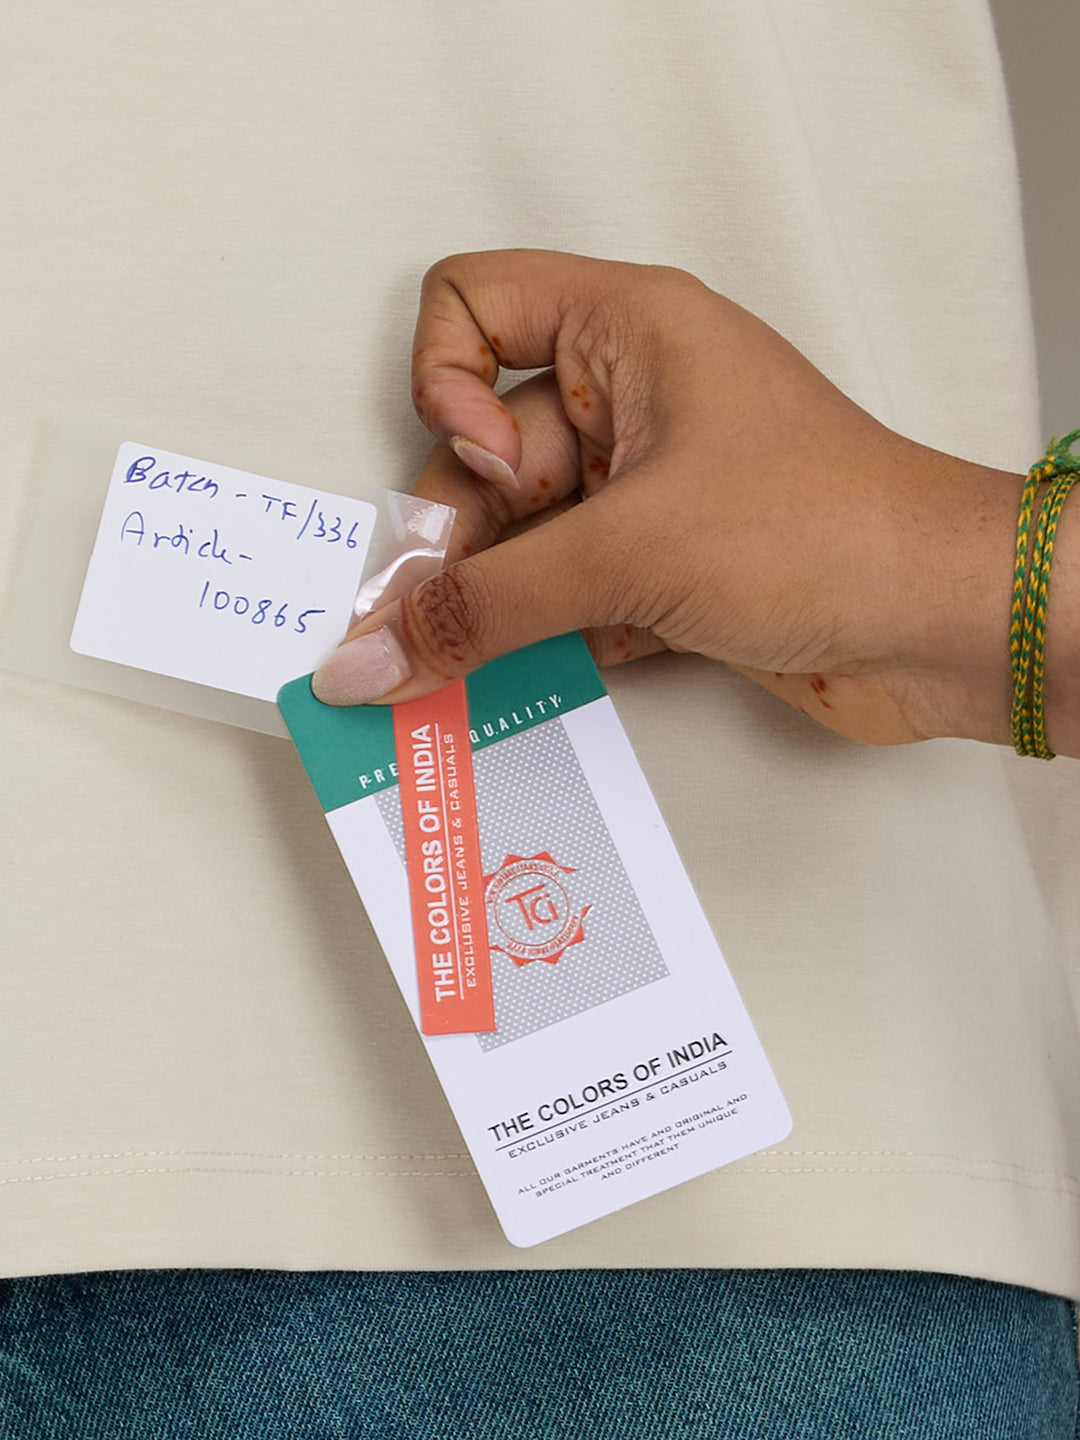 Batch - TF/336
Article -
100865
QUALITY
THE COLORS OF INDIA
EXCLUSIVE JEANS & CASUALS
TCI
THE COLORS OF INDIA
EXCLUSIVE JEANS & CASUALS
ALL OUR GARMENTS HAVE AND ORIGINAL AND
SPECIAL TREATMENT THAT THEM UNIQUE
AND DIFFERENT